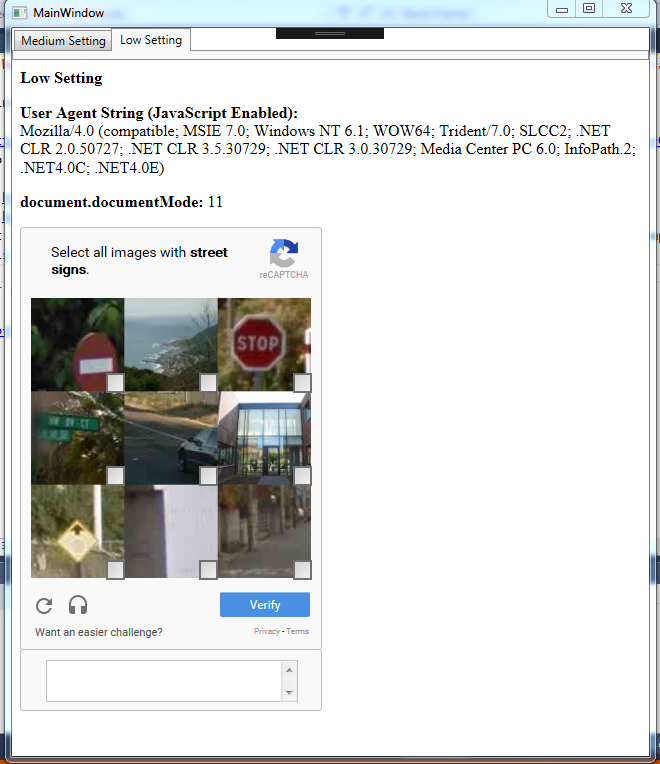 MainWindow
Medium Setting
Low Setting
Low Setting
User Agent String (JavaScript Enabled):
Mozilla/4.0 (compatible; MSIE 7.0; Windows NT 6.1; WOW64; Trident/7.0; SLCC2; .NET
CLR 2.0.50727; .NET CLR 3.5.30729; .NET CLR 3.0.30729; Media Center PC 6.0; InfoPath.2;
.NET4.0C; .NET4.0E)
document.documentMode: 11
Select all images with street
signs.
reCAPTCHA
STOP
Verify
Want an easier challenge?
Privacy - Terms